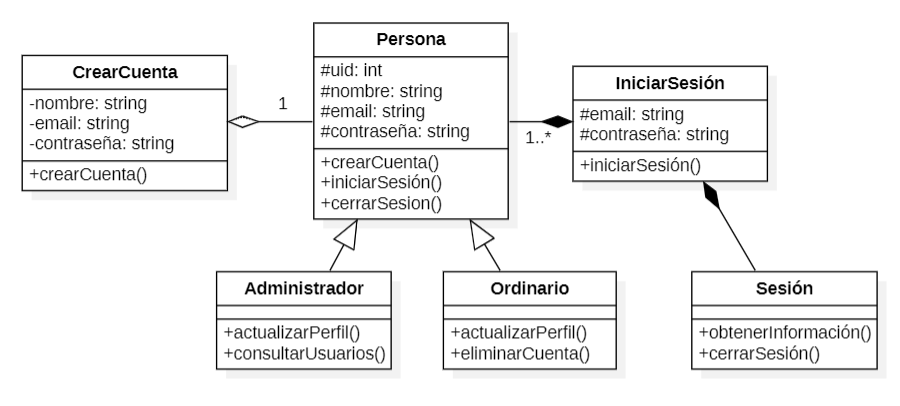 CrearCuenta
-nombre: string
-email: string
-contraseña: string
+crearCuenta()
1
Persona
#uid: int
#nombre: string
#email: string
#contraseña: string
+crearCuenta()
+iniciarSesión()
+cerrarSesion()
1..*
IniciarSesión
#email: string
#contraseña: string
+iniciarSesión()
Administrador
+actualizarPerfil()
+consultarUsuarios()
Ordinario
+actualizarPerfil()
+eliminarCuenta()
Sesión
+obtenerInformación()
+cerrarSesión()